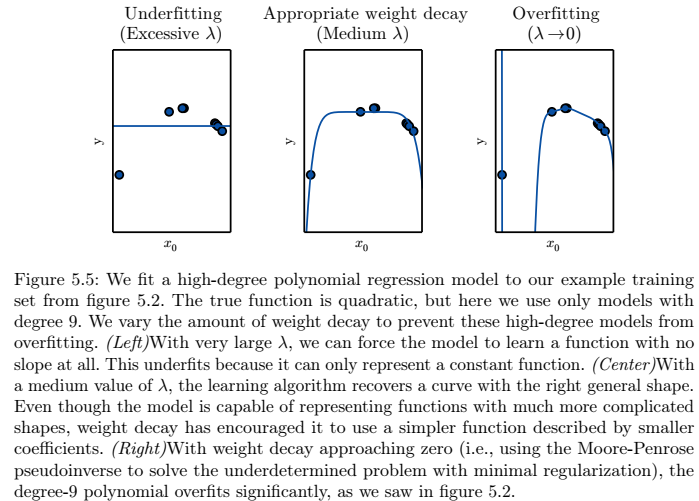 Underfitting
(Excessive λ)
Appropriate weight decay
(Medium λ)
Overfitting
(λ→0)
y
x₀
y
x₀
y
x₀
Figure 5.5: We fit a high-degree polynomial regression model to our example training
set from figure 5.2. The true function is quadratic, but here we use only models with
degree 9. We vary the amount of weight decay to prevent these high-degree models from
overfitting. (Left)With very large λ, we can force the model to learn a function with no
slope at all. This underfits because it can only represent a constant function. (Center)With
a medium value of λ, the learning algorithm recovers a curve with the right general shape.
Even though the model is capable of representing functions with much more complicated
shapes, weight decay has encouraged it to use a simpler function described by smaller
coefficients. (Right)With weight decay approaching zero (i.e., using the Moore-Penrose
pseudoinverse to solve the underdetermined problem with minimal regularization), the
degree-9 polynomial overfits significantly, as we saw in figure 5.2.